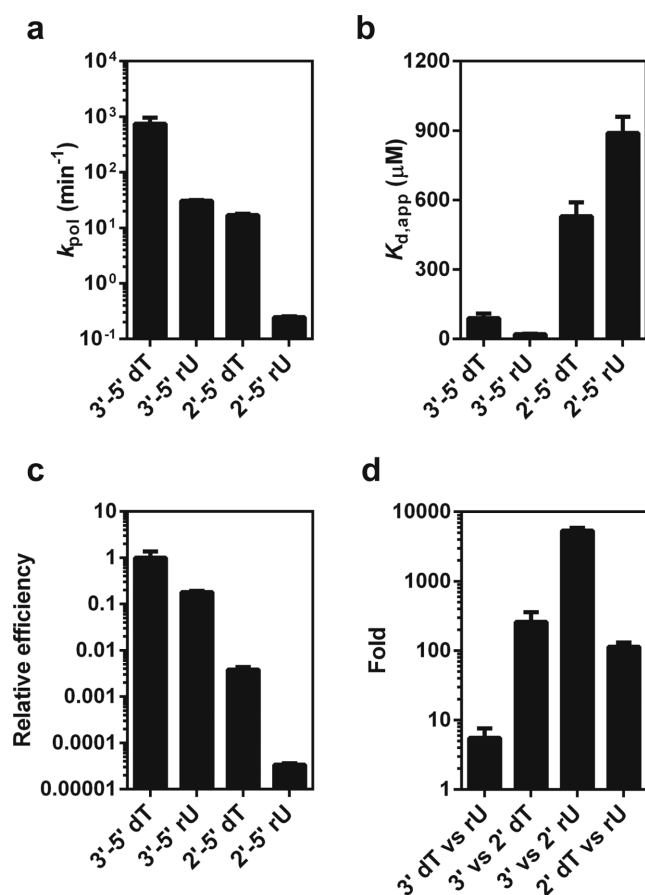 a
10⁴
10³
10²
10¹
10⁰
10⁻¹
kpol (min⁻¹)
3'-5' dT
3'-5' rU
2'-5' dT
2'-5' rU
b
1200
900
600
300
0
Kd,app (μM)
3'-5' dT
3'-5' rU
2'-5' dT
2'-5' rU
c
10
1
0.1
0.01
0.001
0.0001
0.00001
Relative efficiency
3'-5' dT
3'-5' rU
2'-5' dT
2'-5' rU
d
10000
1000
100
10
1
Fold
3' dT vs rU
3' vs 2' dT
3' vs 2' rU
2' dT vs rU